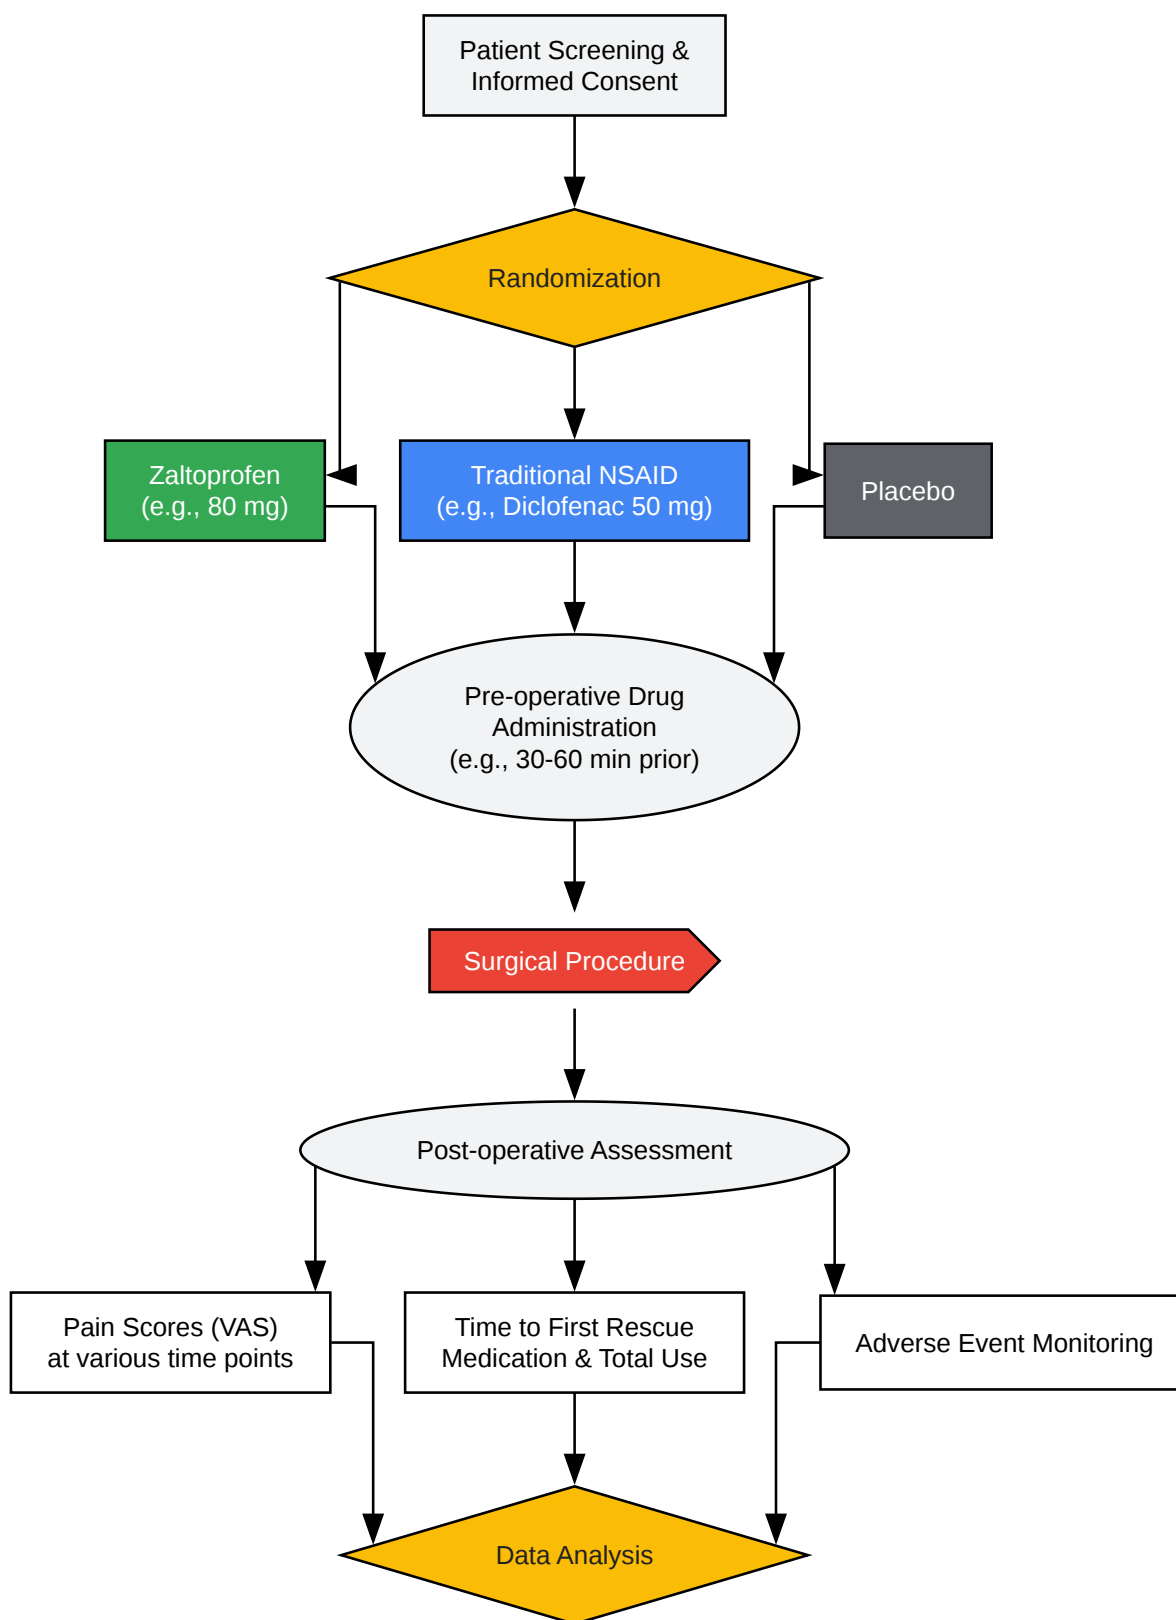 Patient Screening &
Informed Consent
Randomization
Zaltoprofen
(e.g., 80 mg)
Traditional NSAID
(e.g., Diclofenac 50 mg)
Placebo
Pre-operative Drug
Administration
(e.g., 30-60 min prior)
Surgical Procedure
Post-operative Assessment
Pain Scores (VAS)
at various time points
Time to First Rescue
Medication & Total Use
Adverse Event Monitoring
Data Analysis